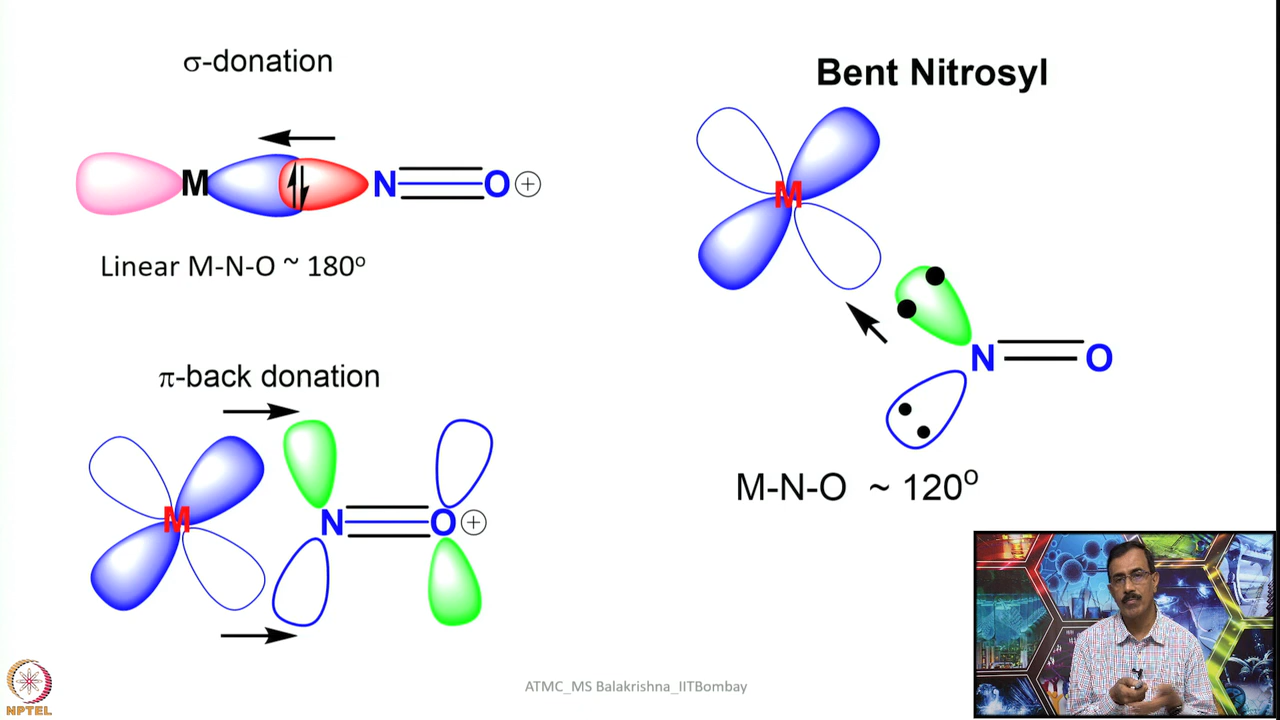 σ-donation
M N O ⊕
Linear M-N-O ~ 180º
π-back donation
M N O ⊕
Bent Nitrosyl
M
N O
M-N-O ~ 120º
NPTEL
ATMC_MS Balakrishna_IITBombay